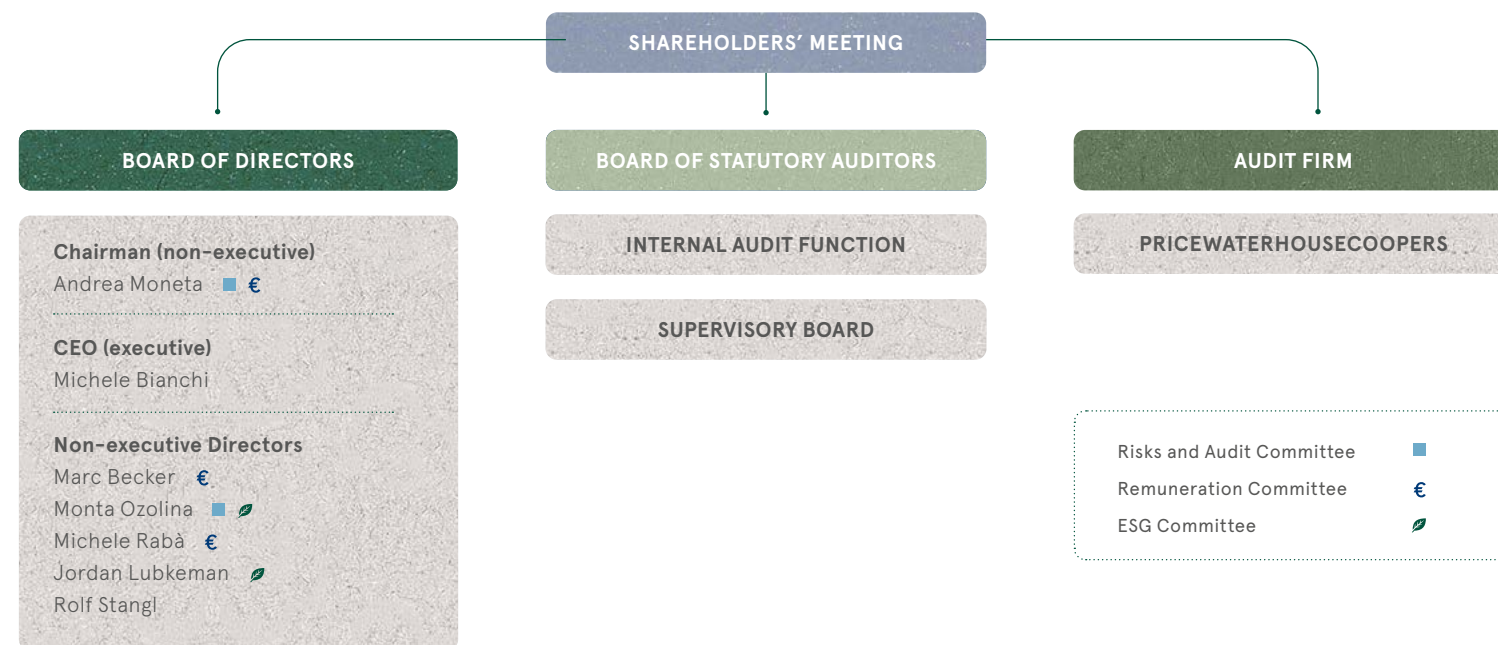 SHAREHOLDERS’ MEETING
BOARD OF DIRECTORS
Chairman (non-executive)
Andrea Moneta €
CEO (executive)
Michele Bianchi
Non-executive Directors
Marc Becker €
Monta Ozolina
Michele Rabà €
Jordan Lubkeman
Rolf Stangl
BOARD OF STATUTORY AUDITORS
INTERNAL AUDIT FUNCTION
SUPERVISORY BOARD
AUDIT FIRM
PRICEWATERHOUSECOOPERS
Risks and Audit Committee
Remuneration Committee €
ESG Committee